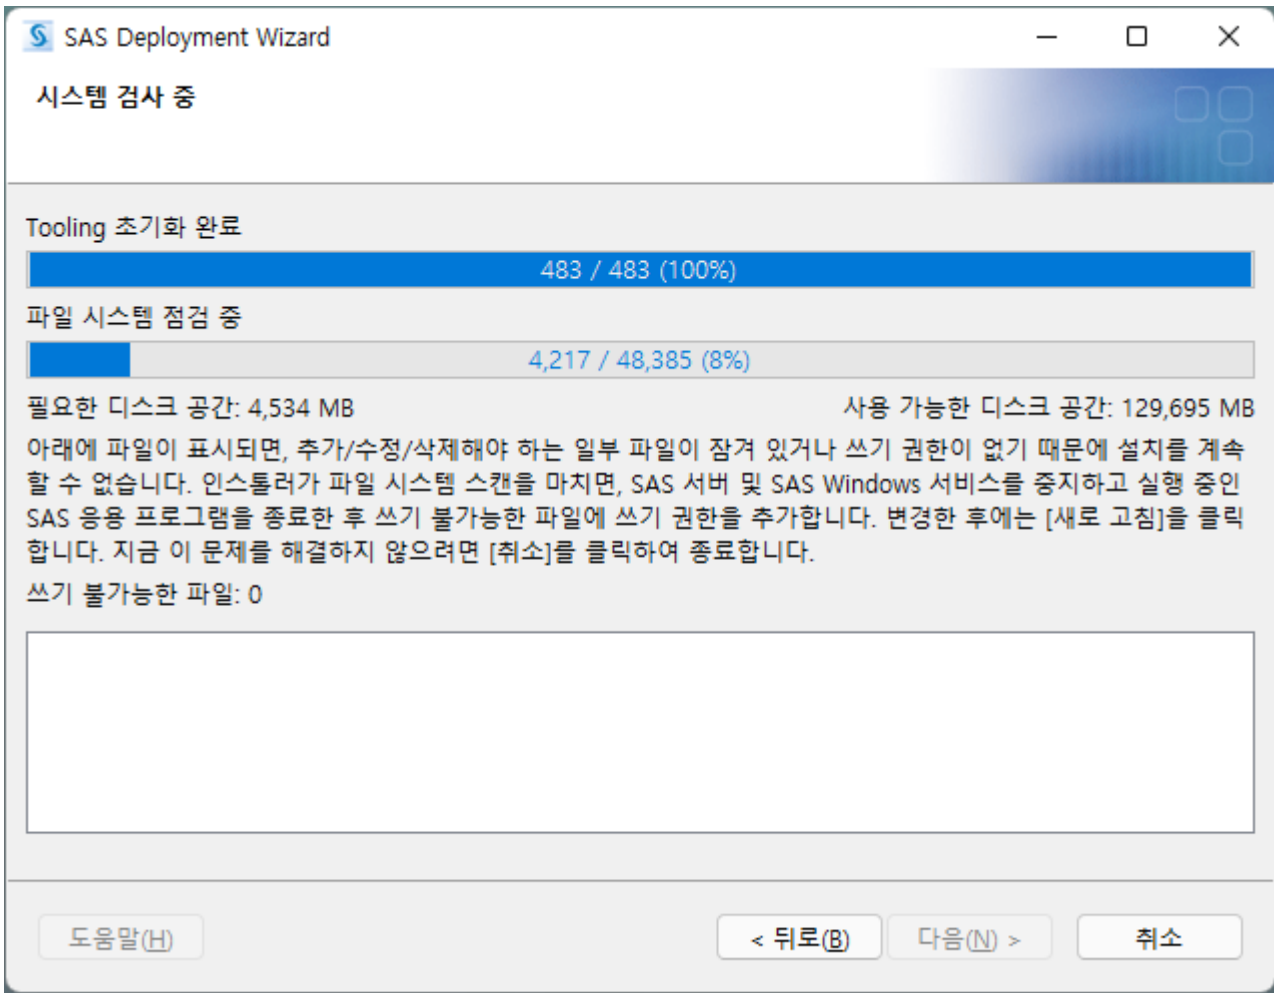 SAS Deployment Wizard
시스템 검사 중
Tooling 초기화 완료
483 / 483 (100%)
파일 시스템 점검 중
4,217 / 48,385 (8%)
필요한 디스크 공간: 4,534 MB 사용 가능한 디스크 공간: 129,695 MB
아래에 파일이 표시되면, 추가/수정/삭제해야 하는 일부 파일이 잠겨 있거나 쓰기 권한이 없기 때문에 설치를 계속
할 수 없습니다. 인스톨러가 파일 시스템 스캔을 마치면, SAS 서버 및 SAS Windows 서비스를 중지하고 실행 중인
SAS 응용 프로그램을 종료한 후 쓰기 불가능한 파일에 쓰기 권한을 추가합니다. 변경한 후에는 [새로 고침]을 클릭
합니다. 지금 이 문제를 해결하지 않으려면 [취소]를 클릭하여 종료합니다.
쓰기 불가능한 파일: 0
도움말(H) < 뒤로(B) 다음(N) > 취소